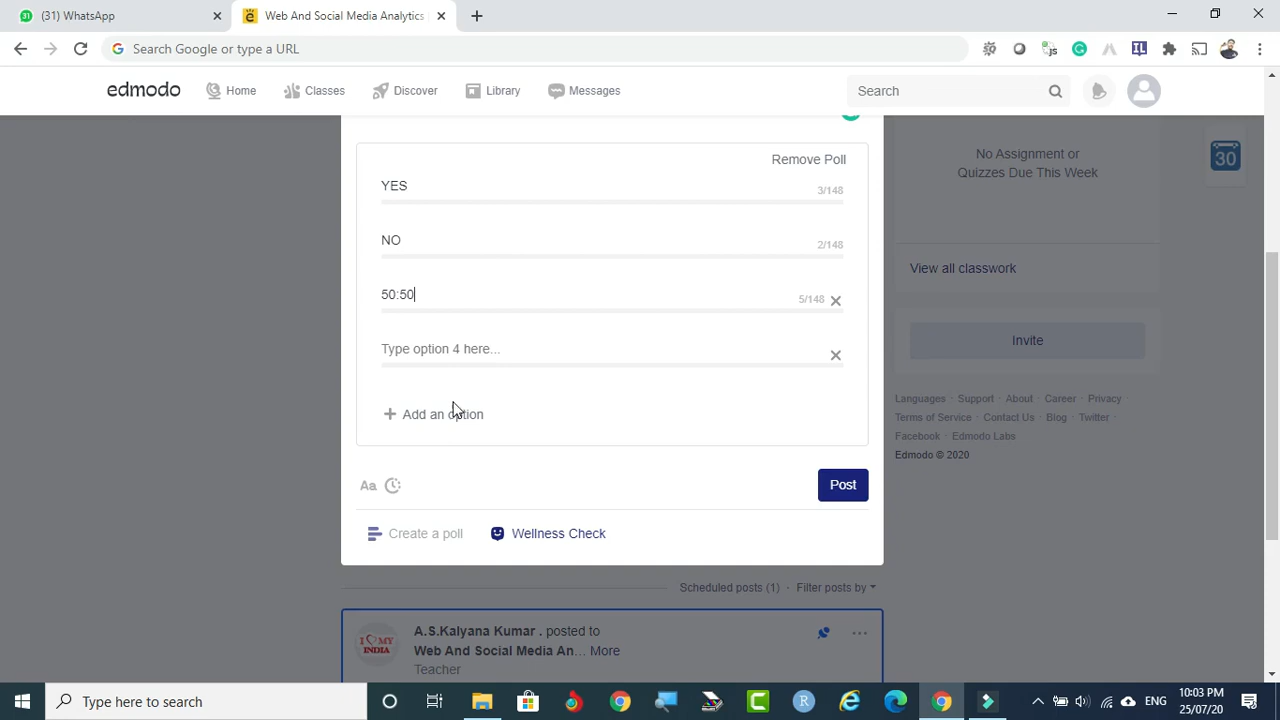 (31) WhatsApp
Web And Social Media Analytics
Search Google or type a URL
edmodo
Home
Classes
Discover
Library
Messages
Search
Remove Poll
YES
3/148
NO
2/148
50:50
5/148
Type option 4 here...
Add an option
Aa
Post
Create a poll
Wellness Check
No Assignment or
Quizzes Due This Week
30
View all classwork
Invite
Languages · Support · About · Career · Privacy ·
Terms of Service · Contact Us · Blog · Twitter ·
Facebook · Edmodo Labs
Edmodo © 2020
Scheduled posts (1) · Filter posts by
I MY
INDIA
A.S.Kalyana Kumar . posted to
Web And Social Media An... More
Teacher
Type here to search
ENG
10:03 PM
25/07/20